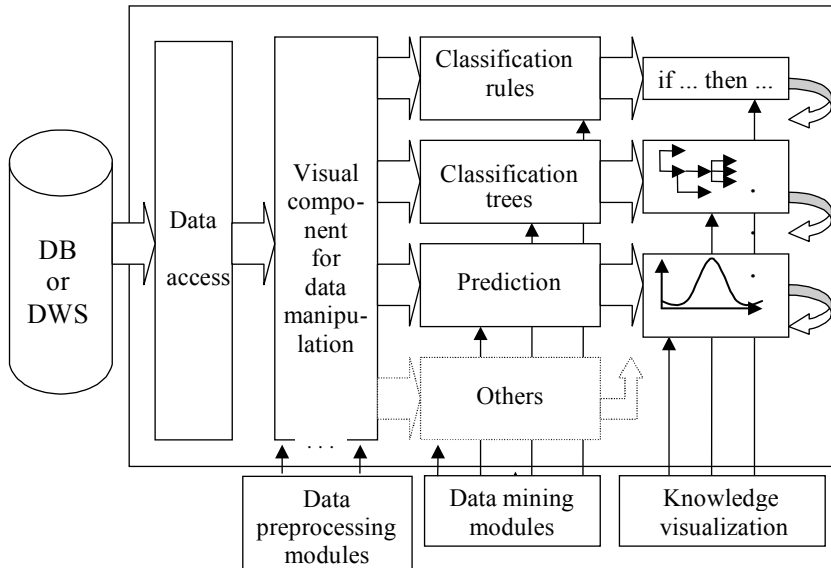 DB
or
DWS
Data
access
Visual
compo-
nent
for
data
manipu-
lation
. . .
Classification
rules
Classification
trees
Prediction
Others
if ... then ...
Data
preprocessing
modules
Data mining
modules
Knowledge
visualization